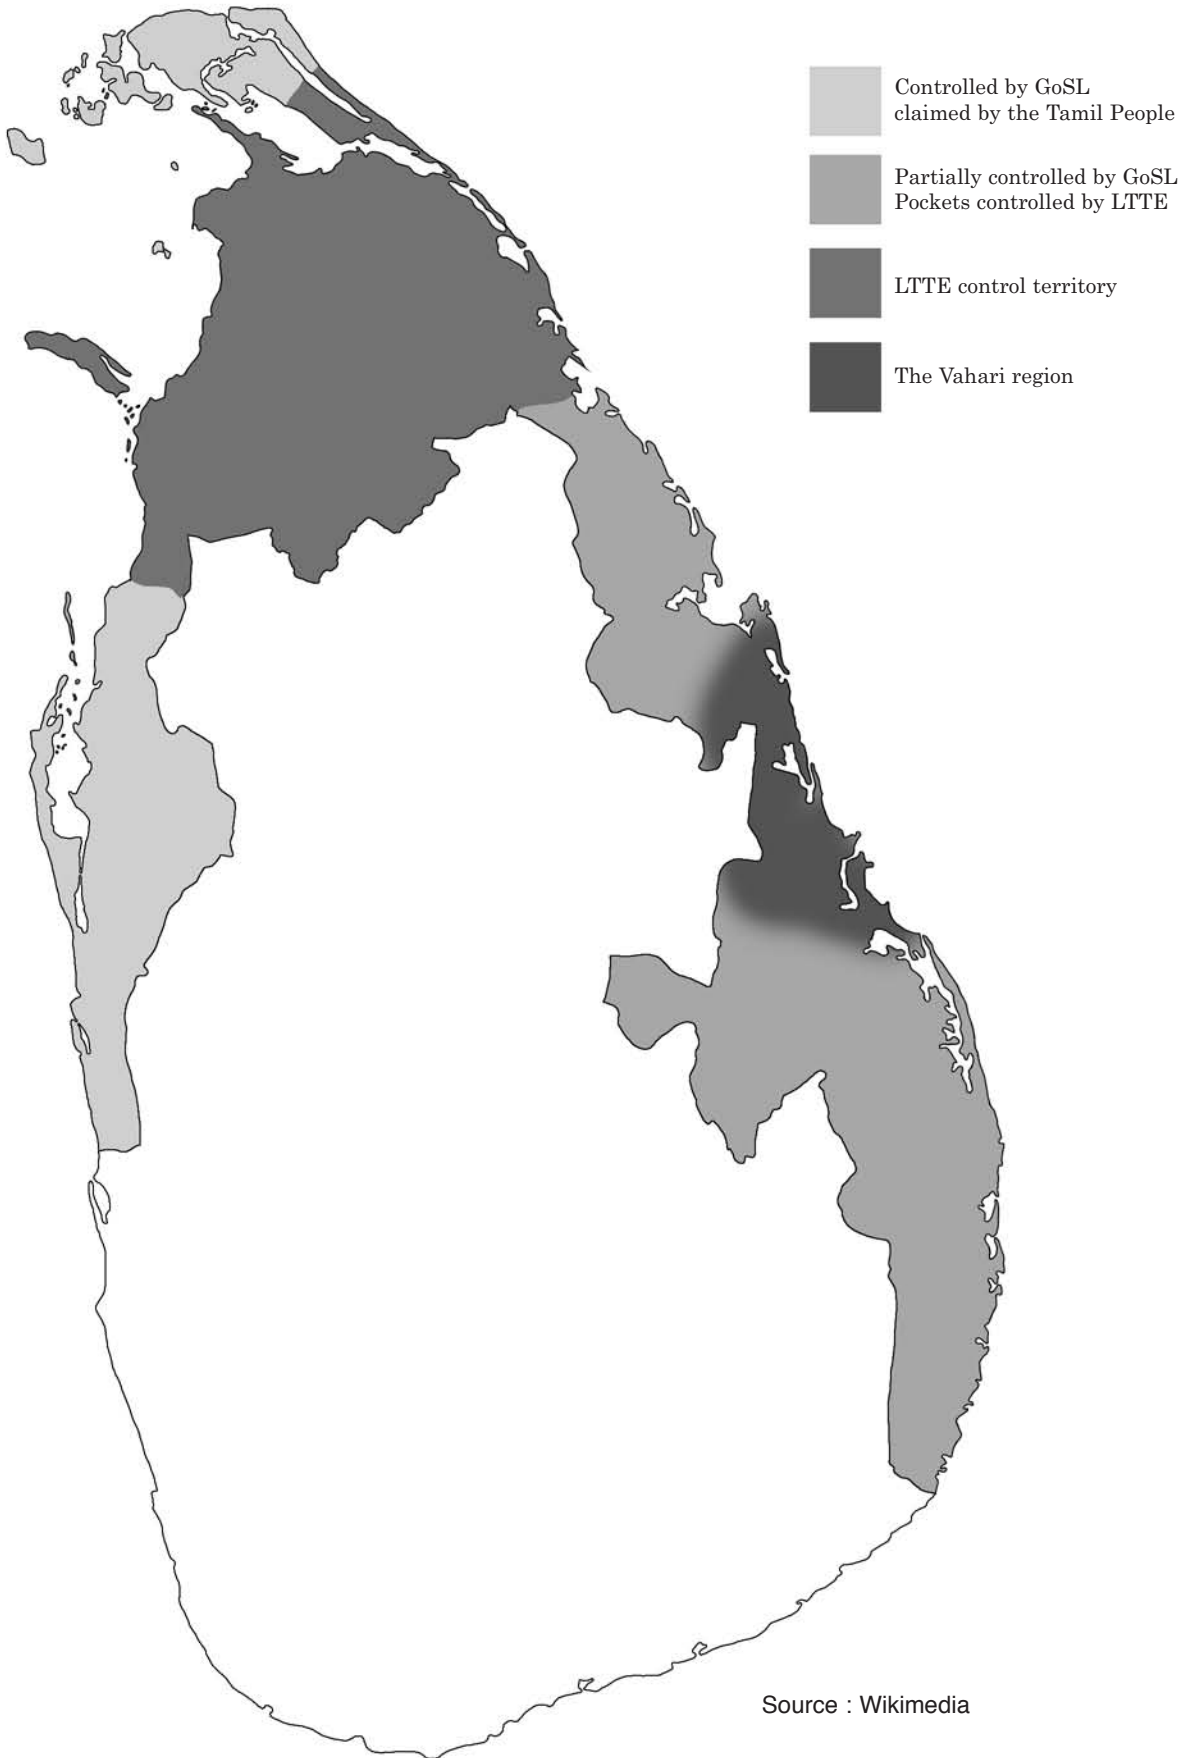 Controlled by GoSL
claimed by the Tamil People
Partially controlled by GoSL
Pockets controlled by LTTE
LTTE control territory
The Vahari region
Source : Wikimedia